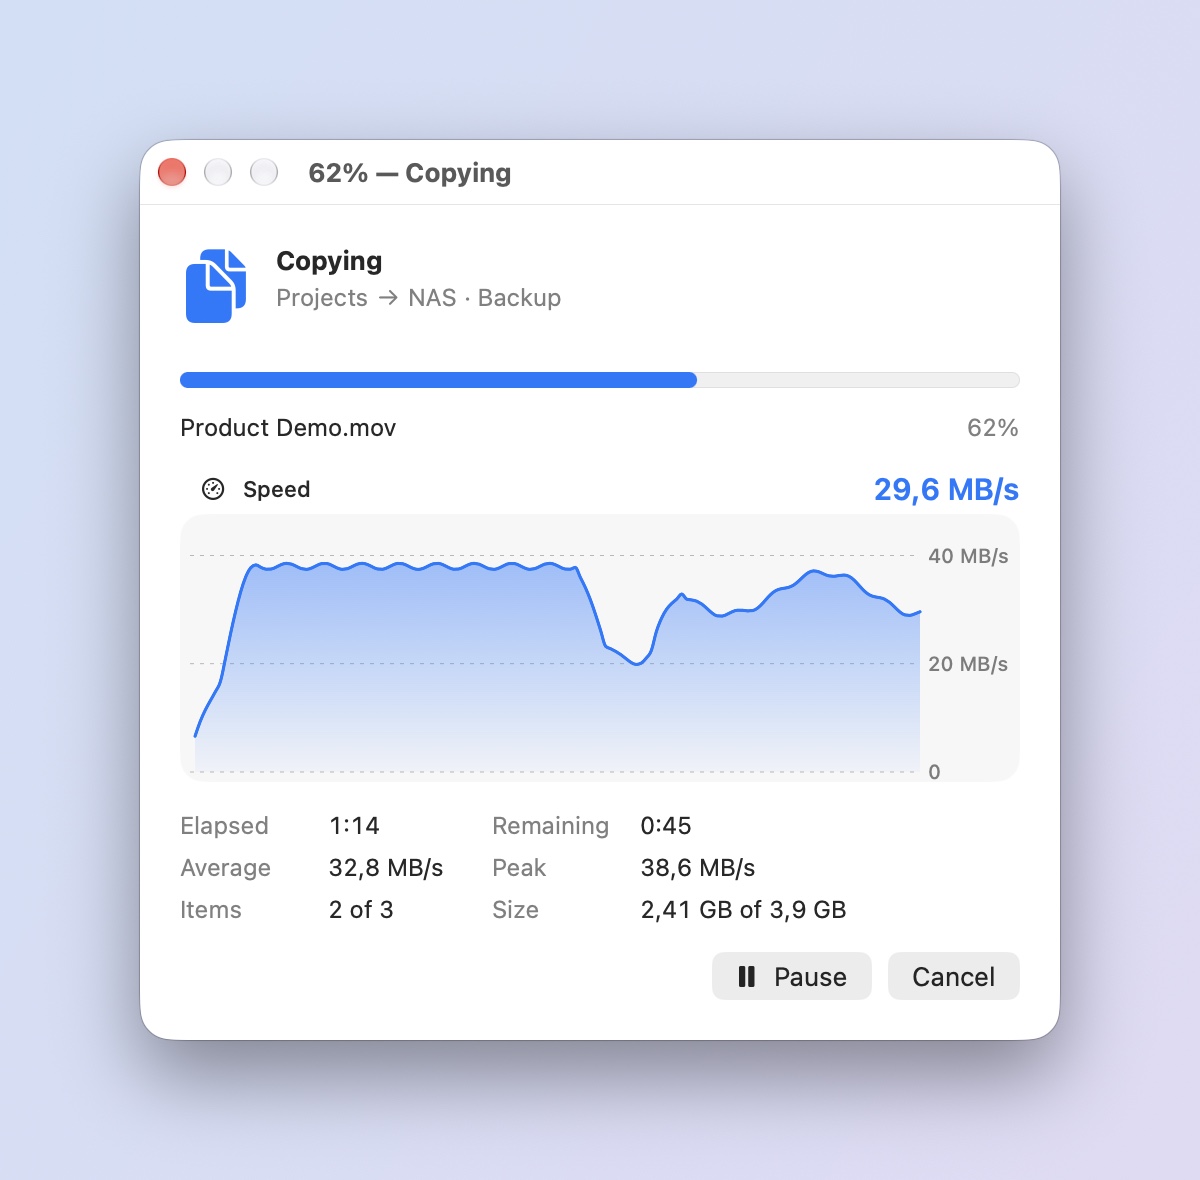 62% — Copying
Copying
Projects → NAS · Backup
Product Demo.mov 62%
Speed 29,6 MB/s
40 MB/s
20 MB/s
0
Elapsed 1:14 Remaining 0:45
Average 32,8 MB/s Peak 38,6 MB/s
Items 2 of 3 Size 2,41 GB of 3,9 GB
Pause Cancel